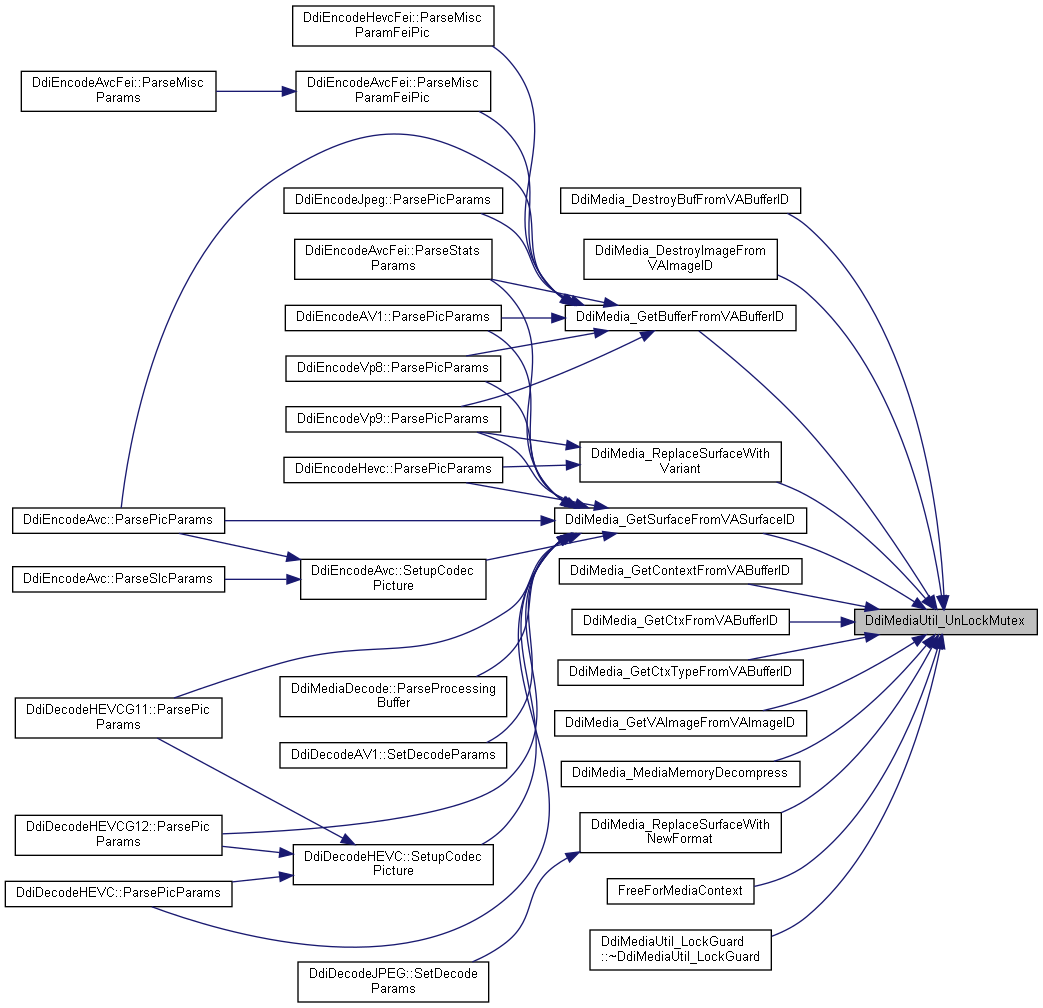 DdiEncodeHevcFei::ParseMisc
ParamFeiPic
DdiEncodeAvcFei::ParseMisc
Params
DdiEncodeAvcFei::ParseMisc
ParamFeiPic
DdiEncodeJpeg::ParsePicParams
DdiMedia_DestroyBufFromVABufferID
DdiEncodeAvcFei::ParseStats
Params
DdiMedia_DestroyImageFrom
VAImageID
DdiEncodeAV1::ParsePicParams
DdiMedia_GetBufferFromVABufferID
DdiEncodeVp8::ParsePicParams
DdiEncodeVp9::ParsePicParams
DdiEncodeHevc::ParsePicParams
DdiMedia_ReplaceSurfaceWith
Variant
DdiEncodeAvc::ParsePicParams
DdiMedia_GetSurfaceFromVASurfaceID
DdiEncodeAvc::ParseSlcParams
DdiEncodeAvc::SetupCodec
Picture
DdiMedia_GetContextFromVABufferID
DdiMedia_GetCtxFromVABufferID
DdiMediaUtil_UnLockMutex
DdiMedia_GetCtxTypeFromVABufferID
DdiDecodeHEVCG11::ParsePic
Params
DdiMediaDecode::ParseProcessing
Buffer
DdiMedia_GetVAImageFromVAImageID
DdiDecodeAV1::SetDecodeParams
DdiMedia_MediaMemoryDecompress
DdiDecodeHEVCG12::ParsePic
Params
DdiMedia_ReplaceSurfaceWith
NewFormat
DdiDecodeHEVC::SetupCodec
Picture
DdiDecodeHEVC::ParsePicParams
FreeForMediaContext
DdiMediaUtil_LockGuard
::~DdiMediaUtil_LockGuard
DdiDecodeJPEG::SetDecode
Params